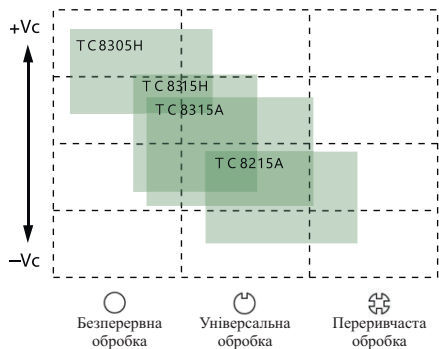 +Vc
TC8305H
TC8315H
TC8315A
TC8215A
–Vc
Безперервна обробка
Універсальна обробка
Переривчаста обробка